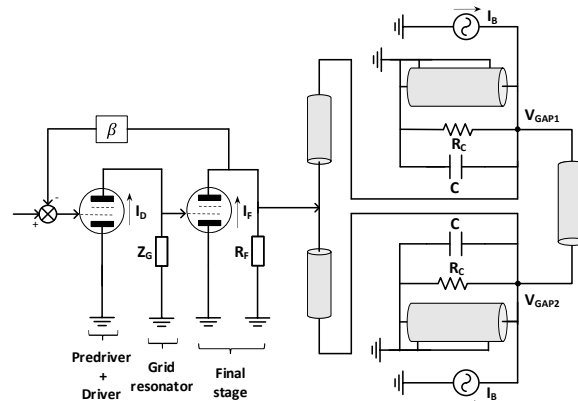 I_B
V_GAP1
R_C
C
β
-
+
I_D
Z_G
I_F
R_F
C
R_C
V_GAP2
I_B
Predriver
+
Driver
Grid
resonator
Final
stage